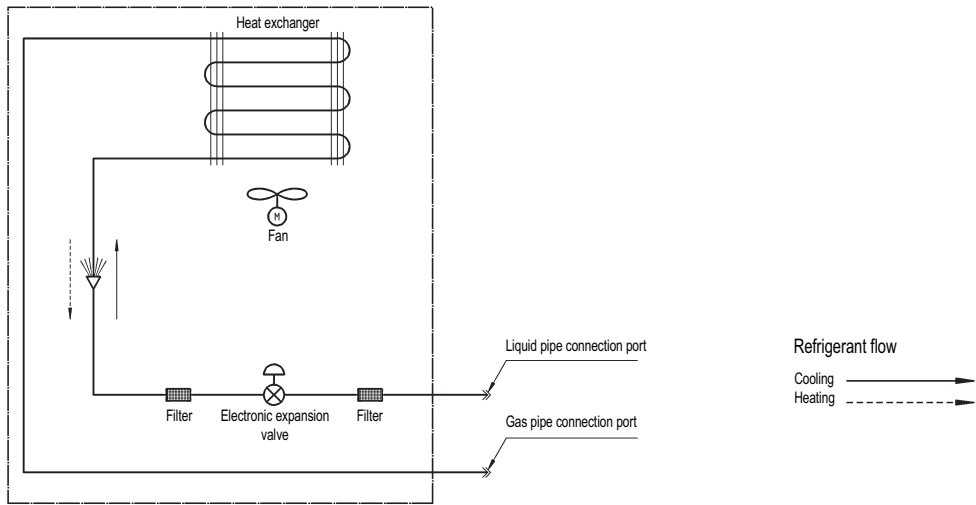 Heat exchanger
M
Fan
Liquid pipe connection port
Refrigerant flow
Cooling
Heating
Filter
Electronic expansion
valve
Filter
Gas pipe connection port